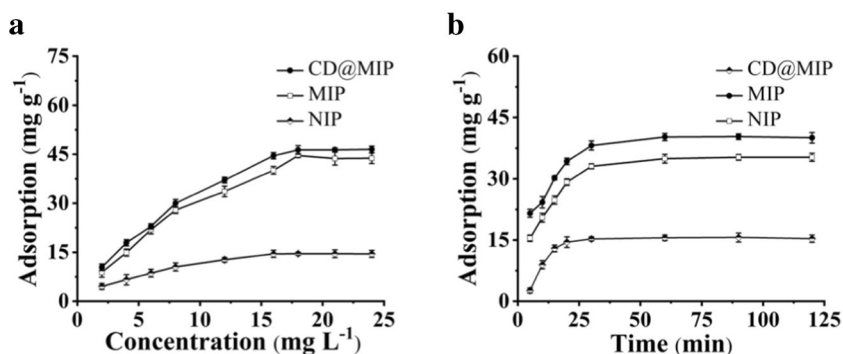 a
75
60
45
30
15
0
Adsorption (mg g⁻¹)
CD@MIP
MIP
NIP
0 5 10 15 20 25
Concentration (mg L⁻¹)
b
60
45
30
15
0
Adsorption (mg g⁻¹)
CD@MIP
MIP
NIP
0 25 50 75 100 125
Time (min)